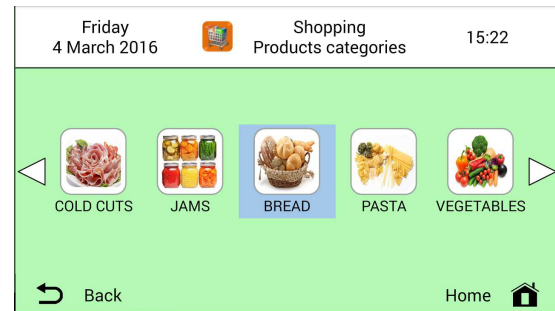 Friday
4 March 2016
Shopping
Products categories
15:22
COLD CUTS
JAMS
BREAD
PASTA
VEGETABLES
Back
Home